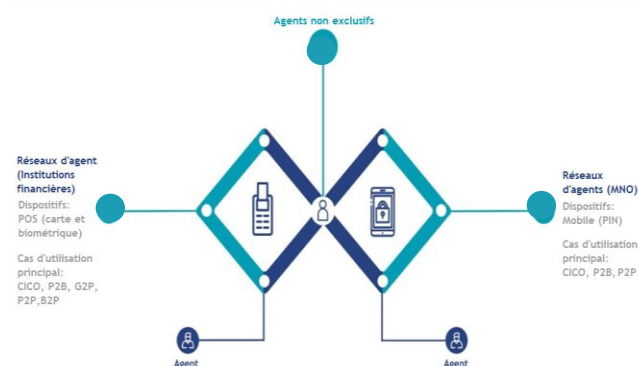 Agents non exclusifs
Réseaux d'agent
(Institutions
financières)
Dispositifs:
POS (carte et
biométrique)
Cas d'utilisation
principal:
CICO, P2B, G2P,
P2P,B2P
Réseaux
d'agents (MNO)
Dispositifs:
Mobile (PIN)
Cas d'utilisation
principal:
CICO, P2B, P2P
Agent
Agent